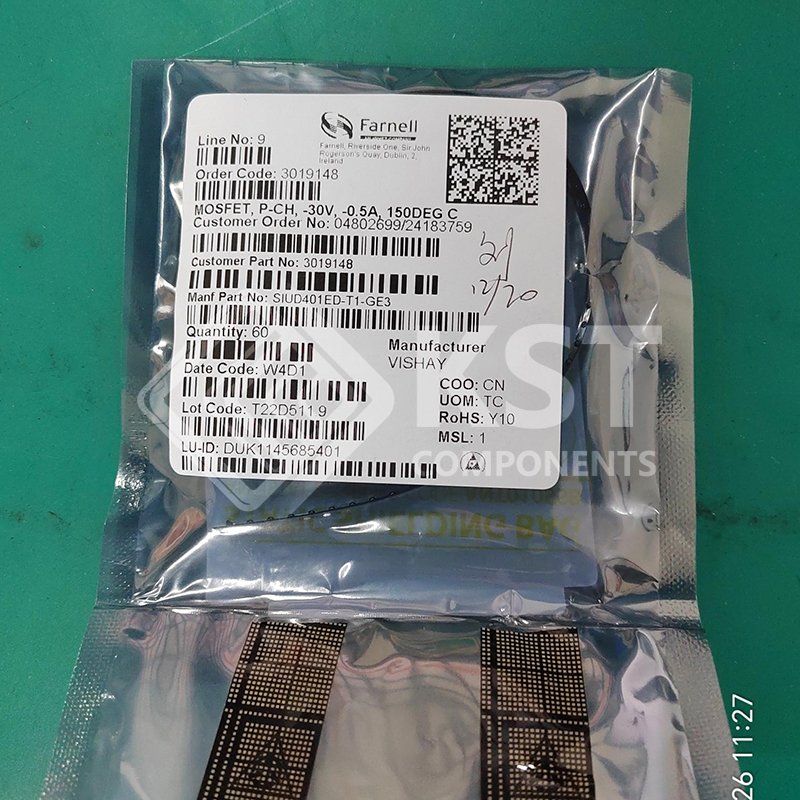 Farnell
Farnell, Riverside One, Sir John
Rogerson's Quay, Dublin, 2,
Ireland
Line No: 9
Order Code: 3019148
MOSFET, P-CH, -30V, -0.5A, 150DEG C
Customer Order No: 04802699/24183759
Customer Part No: 3019148
12/20
Manf Part No: SIUD401ED-T1-GE3
Quantity: 60
Manufacturer
VISHAY
Date Code: W4D1
COO: CN
UOM: TC
Lot Code: T22D511.9
RoHS: Y10
MSL: 1
LU-ID: DUK1145685401
KST
COMPONENTS
26 11:27